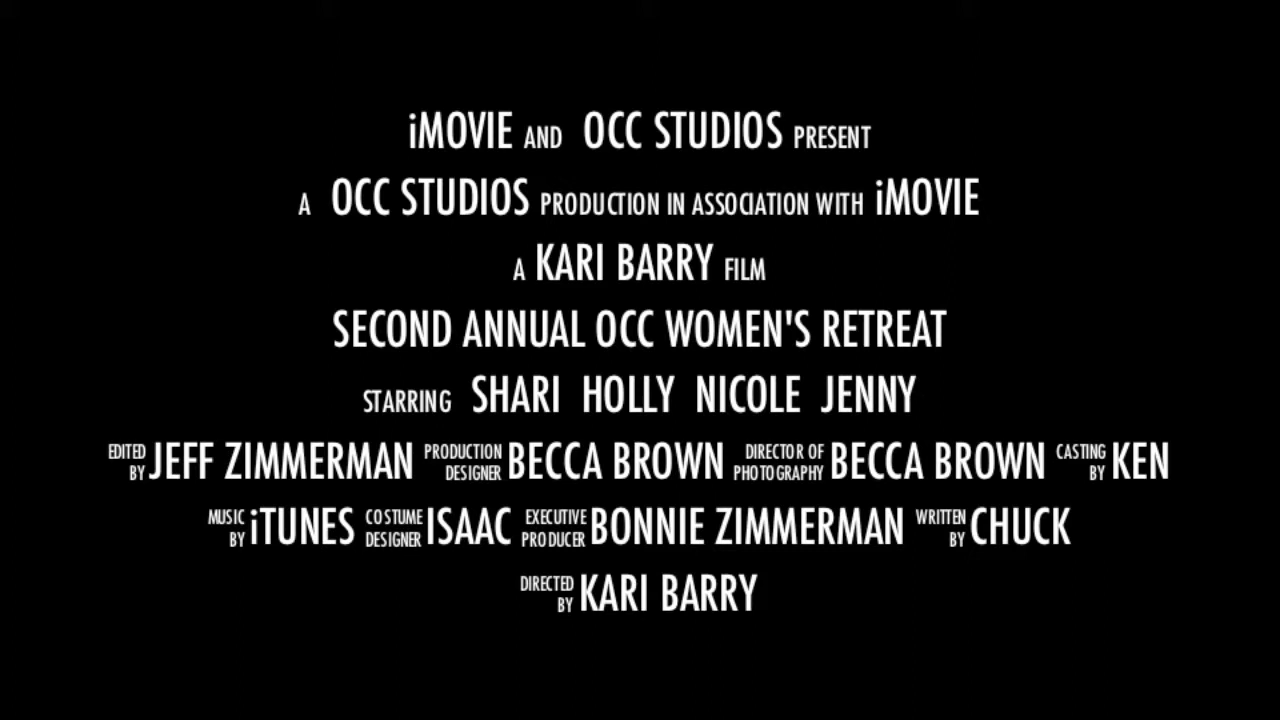 iMOVIE AND OCC STUDIOS PRESENT
A OCC STUDIOS PRODUCTION IN ASSOCIATION WITH iMOVIE
A KARI BARRY FILM
SECOND ANNUAL OCC WOMEN'S RETREAT
STARRING SHARI HOLLY NICOLE JENNY
EDITED BY JEFF ZIMMERMAN PRODUCTION DESIGNER BECCA BROWN DIRECTOR OF PHOTOGRAPHY BECCA BROWN CASTING BY KEN
MUSIC BY iTUNES COSTUME DESIGNER ISAAC EXECUTIVE PRODUCER BONNIE ZIMMERMAN WRITTEN BY CHUCK
DIRECTED BY KARI BARRY